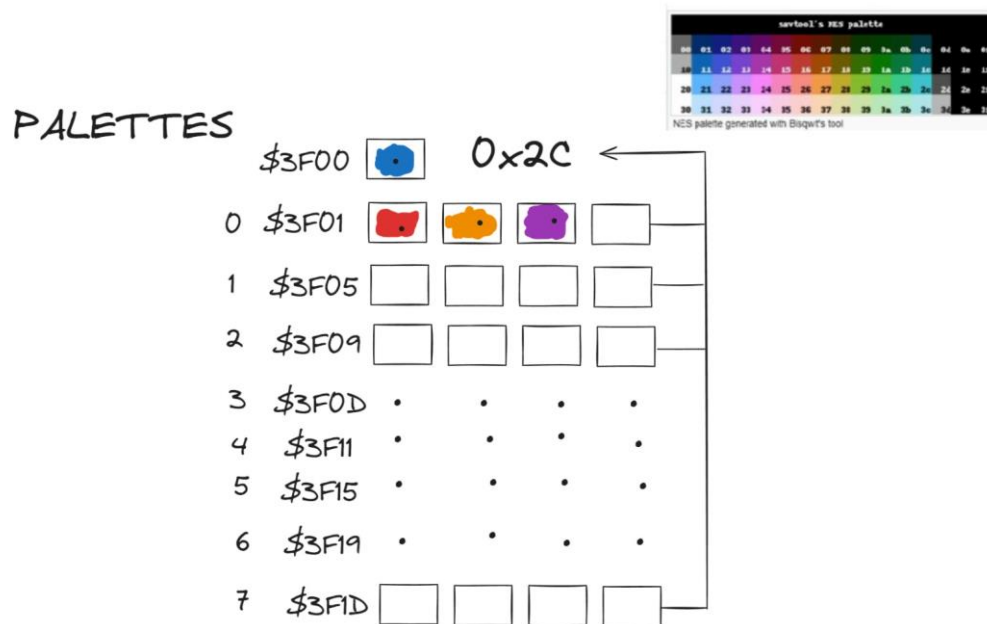 savtool's NES palette
00 01 02 03 04 05 06 07 08 09 0a 0b 0c 0d 0e
10 11 12 13 14 15 16 17 18 19 1a 1b 1c 1d 1e
20 21 22 23 24 25 26 27 28 29 2a 2b 2c 2d 2e
30 31 32 33 34 35 36 37 38 39 3a 3b 3c 3d 3e
NES palette generated with Bisqwit's tool
PALETTES
$3F00 0x2C
0 $3F01
1 $3F05
2 $3F09
3 $3F0D
4 $3F11
5 $3F15
6 $3F19
7 $3F1D